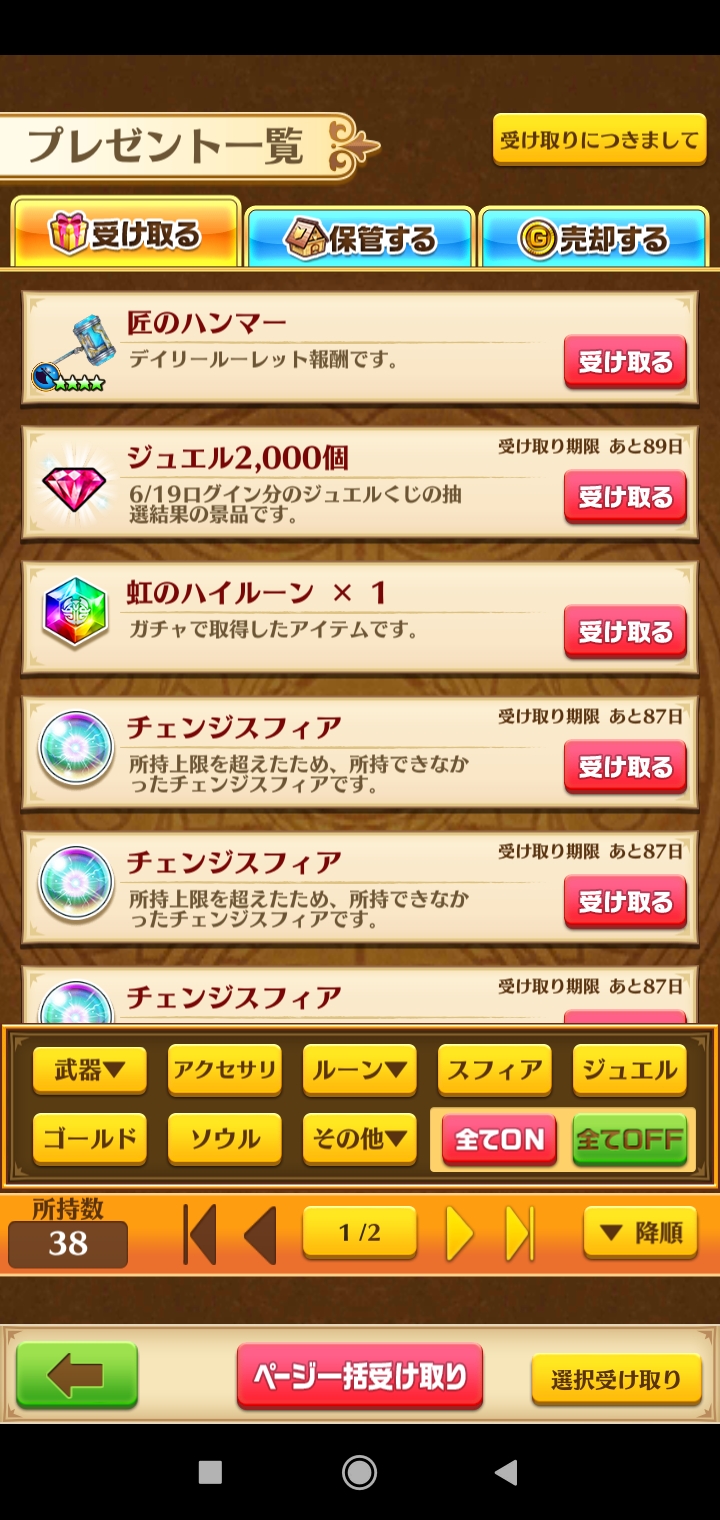 プレゼント一覧
受け取りにつきまして
受け取る
保管する
G売却する
匠のハンマー
デイリールーレット報酬です。
受け取る
ジュエル2,000個
受け取り期限 あと89日
6/19ログイン分のジュエルくじの抽
選結果の景品です。
受け取る
虹のハイルーン × 1
ガチャで取得したアイテムです。
受け取る
チェンジスフィア
受け取り期限 あと87日
所持上限を超えたため、所持できなか
ったチェンジスフィアです。
受け取る
チェンジスフィア
受け取り期限 あと87日
所持上限を超えたため、所持できなか
ったチェンジスフィアです。
受け取る
チェンジスフィア
受け取り期限 あと87日
武器▼ アクセサリ ルーン▼ スフィア ジュエル
ゴールド ソウル その他▼ 全てON 全てOFF
所持数
38
1/2
▼ 降順
ページ一括受け取り
選択受け取り